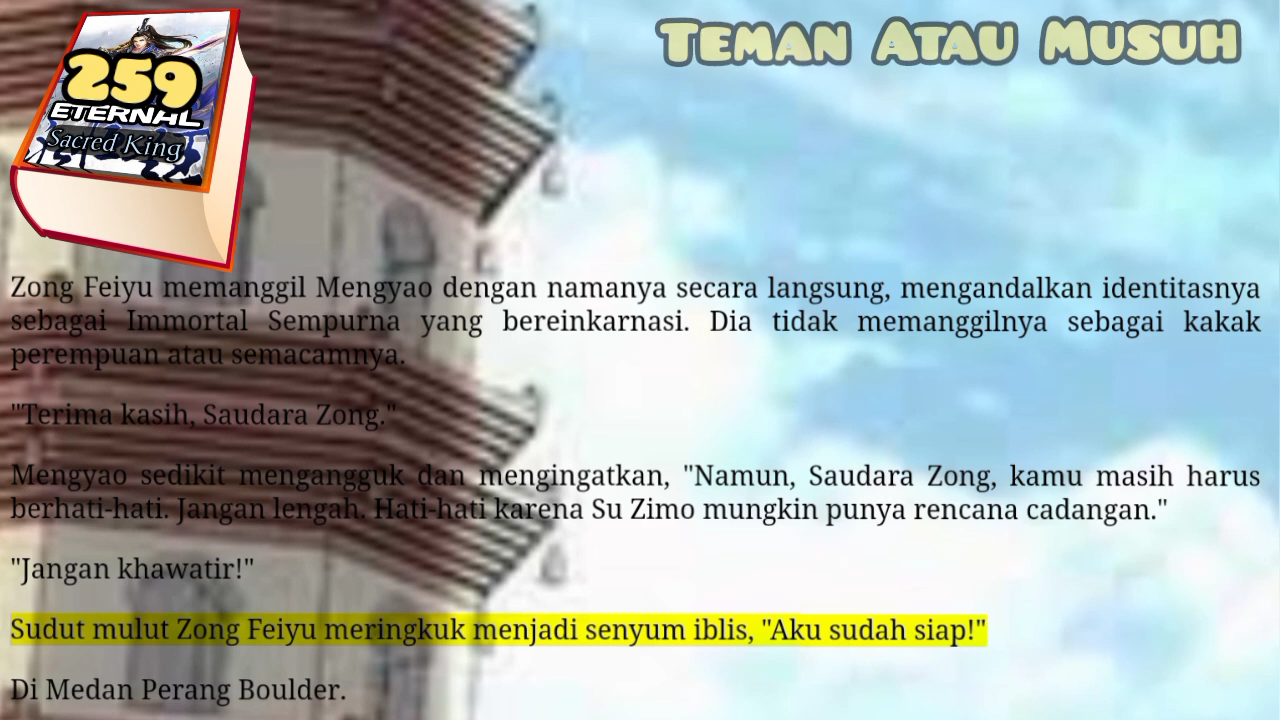 Teman Atau Musuh
259
ETERNAL
Sacred King
Zong Feiyu memanggil Mengyao dengan namanya secara langsung, mengandalkan identitasnya
sebagai Immortal Sempurna yang bereinkarnasi. Dia tidak memanggilnya sebagai kakak
perempuan atau semacamnya.
"Terima kasih, Saudara Zong."
Mengyao sedikit mengangguk dan mengingatkan, "Namun, Saudara Zong, kamu masih harus
berhati-hati. Jangan lengah. Hati-hati karena Su Zimo mungkin punya rencana cadangan."
"Jangan khawatir!"
Sudut mulut Zong Feiyu meringkuk menjadi senyum iblis, "Aku sudah siap!"
Di Medan Perang Boulder.